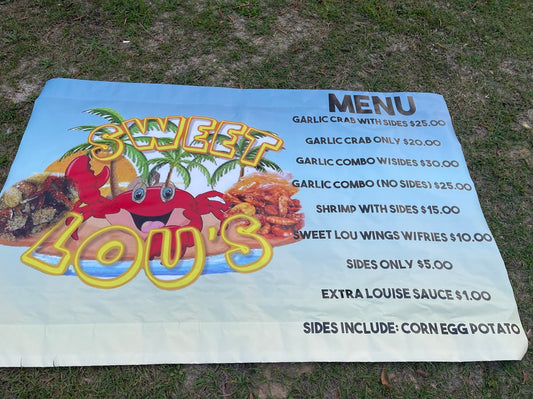 SWEET
LOU'S
MENU
GARLIC CRAB WITH SIDES $25.00
GARLIC CRAB ONLY $20.00
GARLIC COMBO W/SIDES $30.00
GARLIC COMBO (NO SIDES) $25.00
SHRIMP WITH SIDES $15.00
SWEET LOU WINGS W/FRIES $10.00
SIDES ONLY $5.00
EXTRA LOUISE SAUCE $1.00
SIDES INCLUDE: CORN EGG POTATO